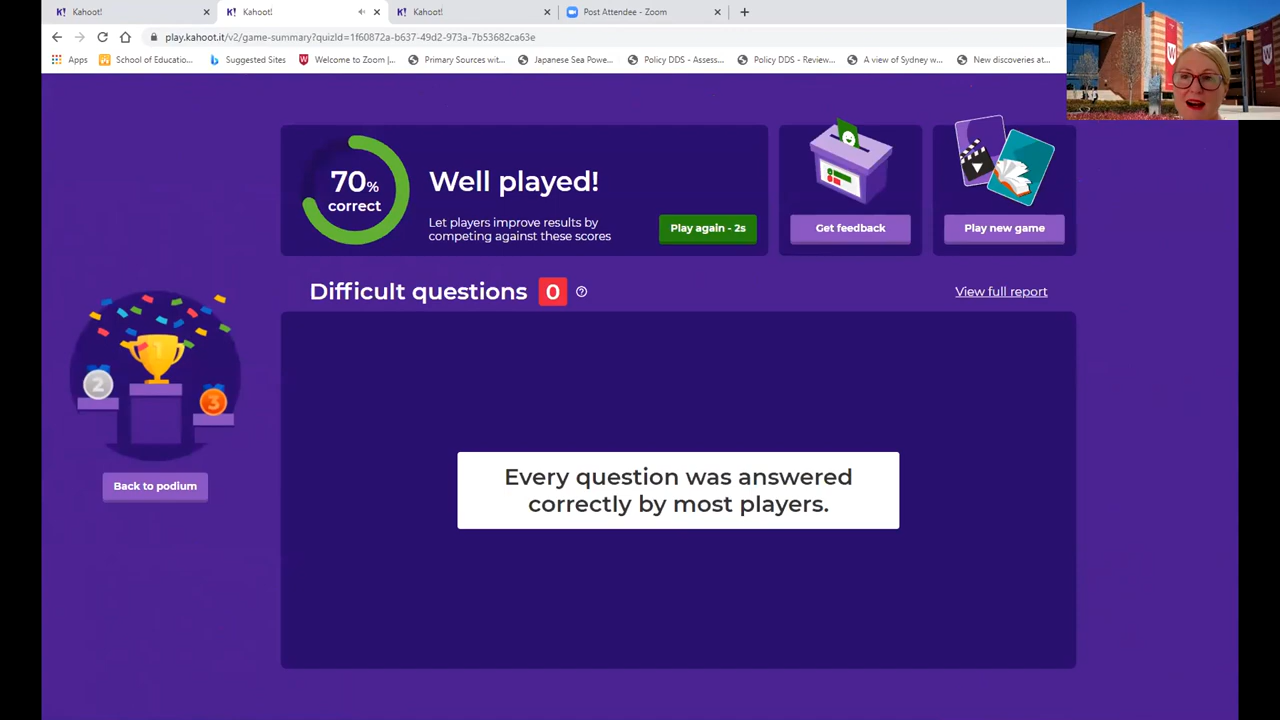 K! Kahoot!
K! Kahoot!
K! Kahoot!
Post Attendee - Zoom
play.kahoot.it/v2/game-summary?quizId=1f60872a-b637-49d2-973a-7b53682ca63e
Apps
School of Educatio...
Suggested Sites
Welcome to Zoom |...
Primary Sources wit...
Japanese Sea Powe...
Policy DDS - Assess...
Policy DDS - Review...
A view of Sydney w...
New discoveries at...
70%
correct
Well played!
Let players improve results by
competing against these scores
Play again - 2s
Get feedback
Play new game
Difficult questions 0
View full report
1
2
3
Back to podium
Every question was answered
correctly by most players.
W